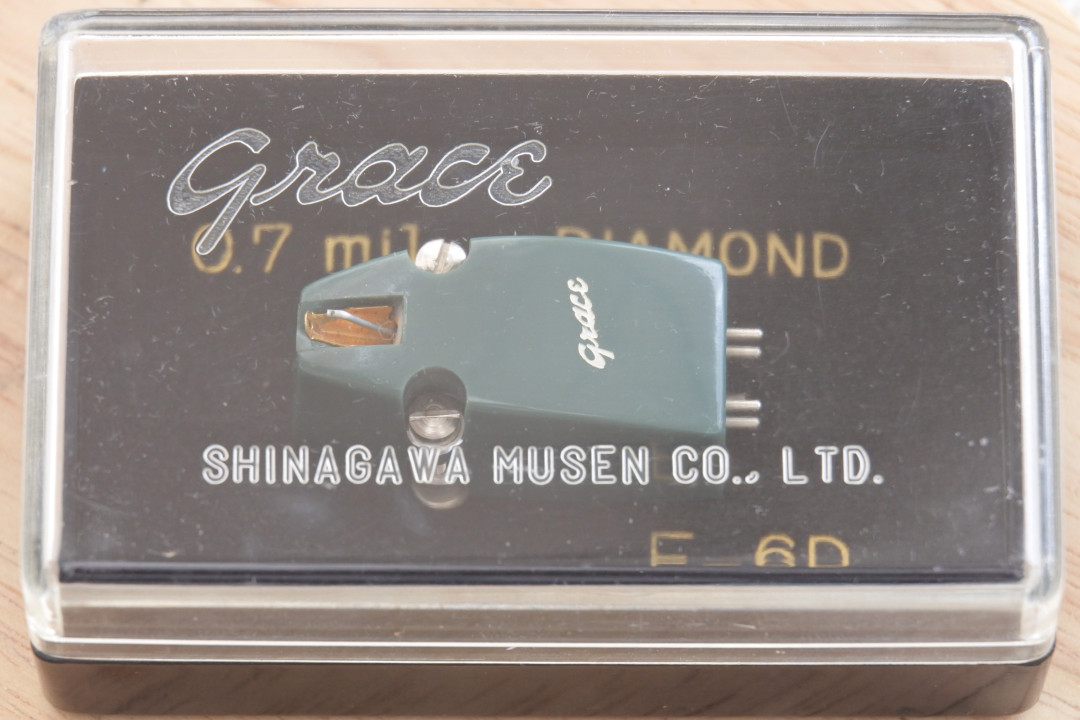 Grace
0.7 mil DIAMOND
Grace
SHINAGAWA MUSEN CO., LTD.
F-6D